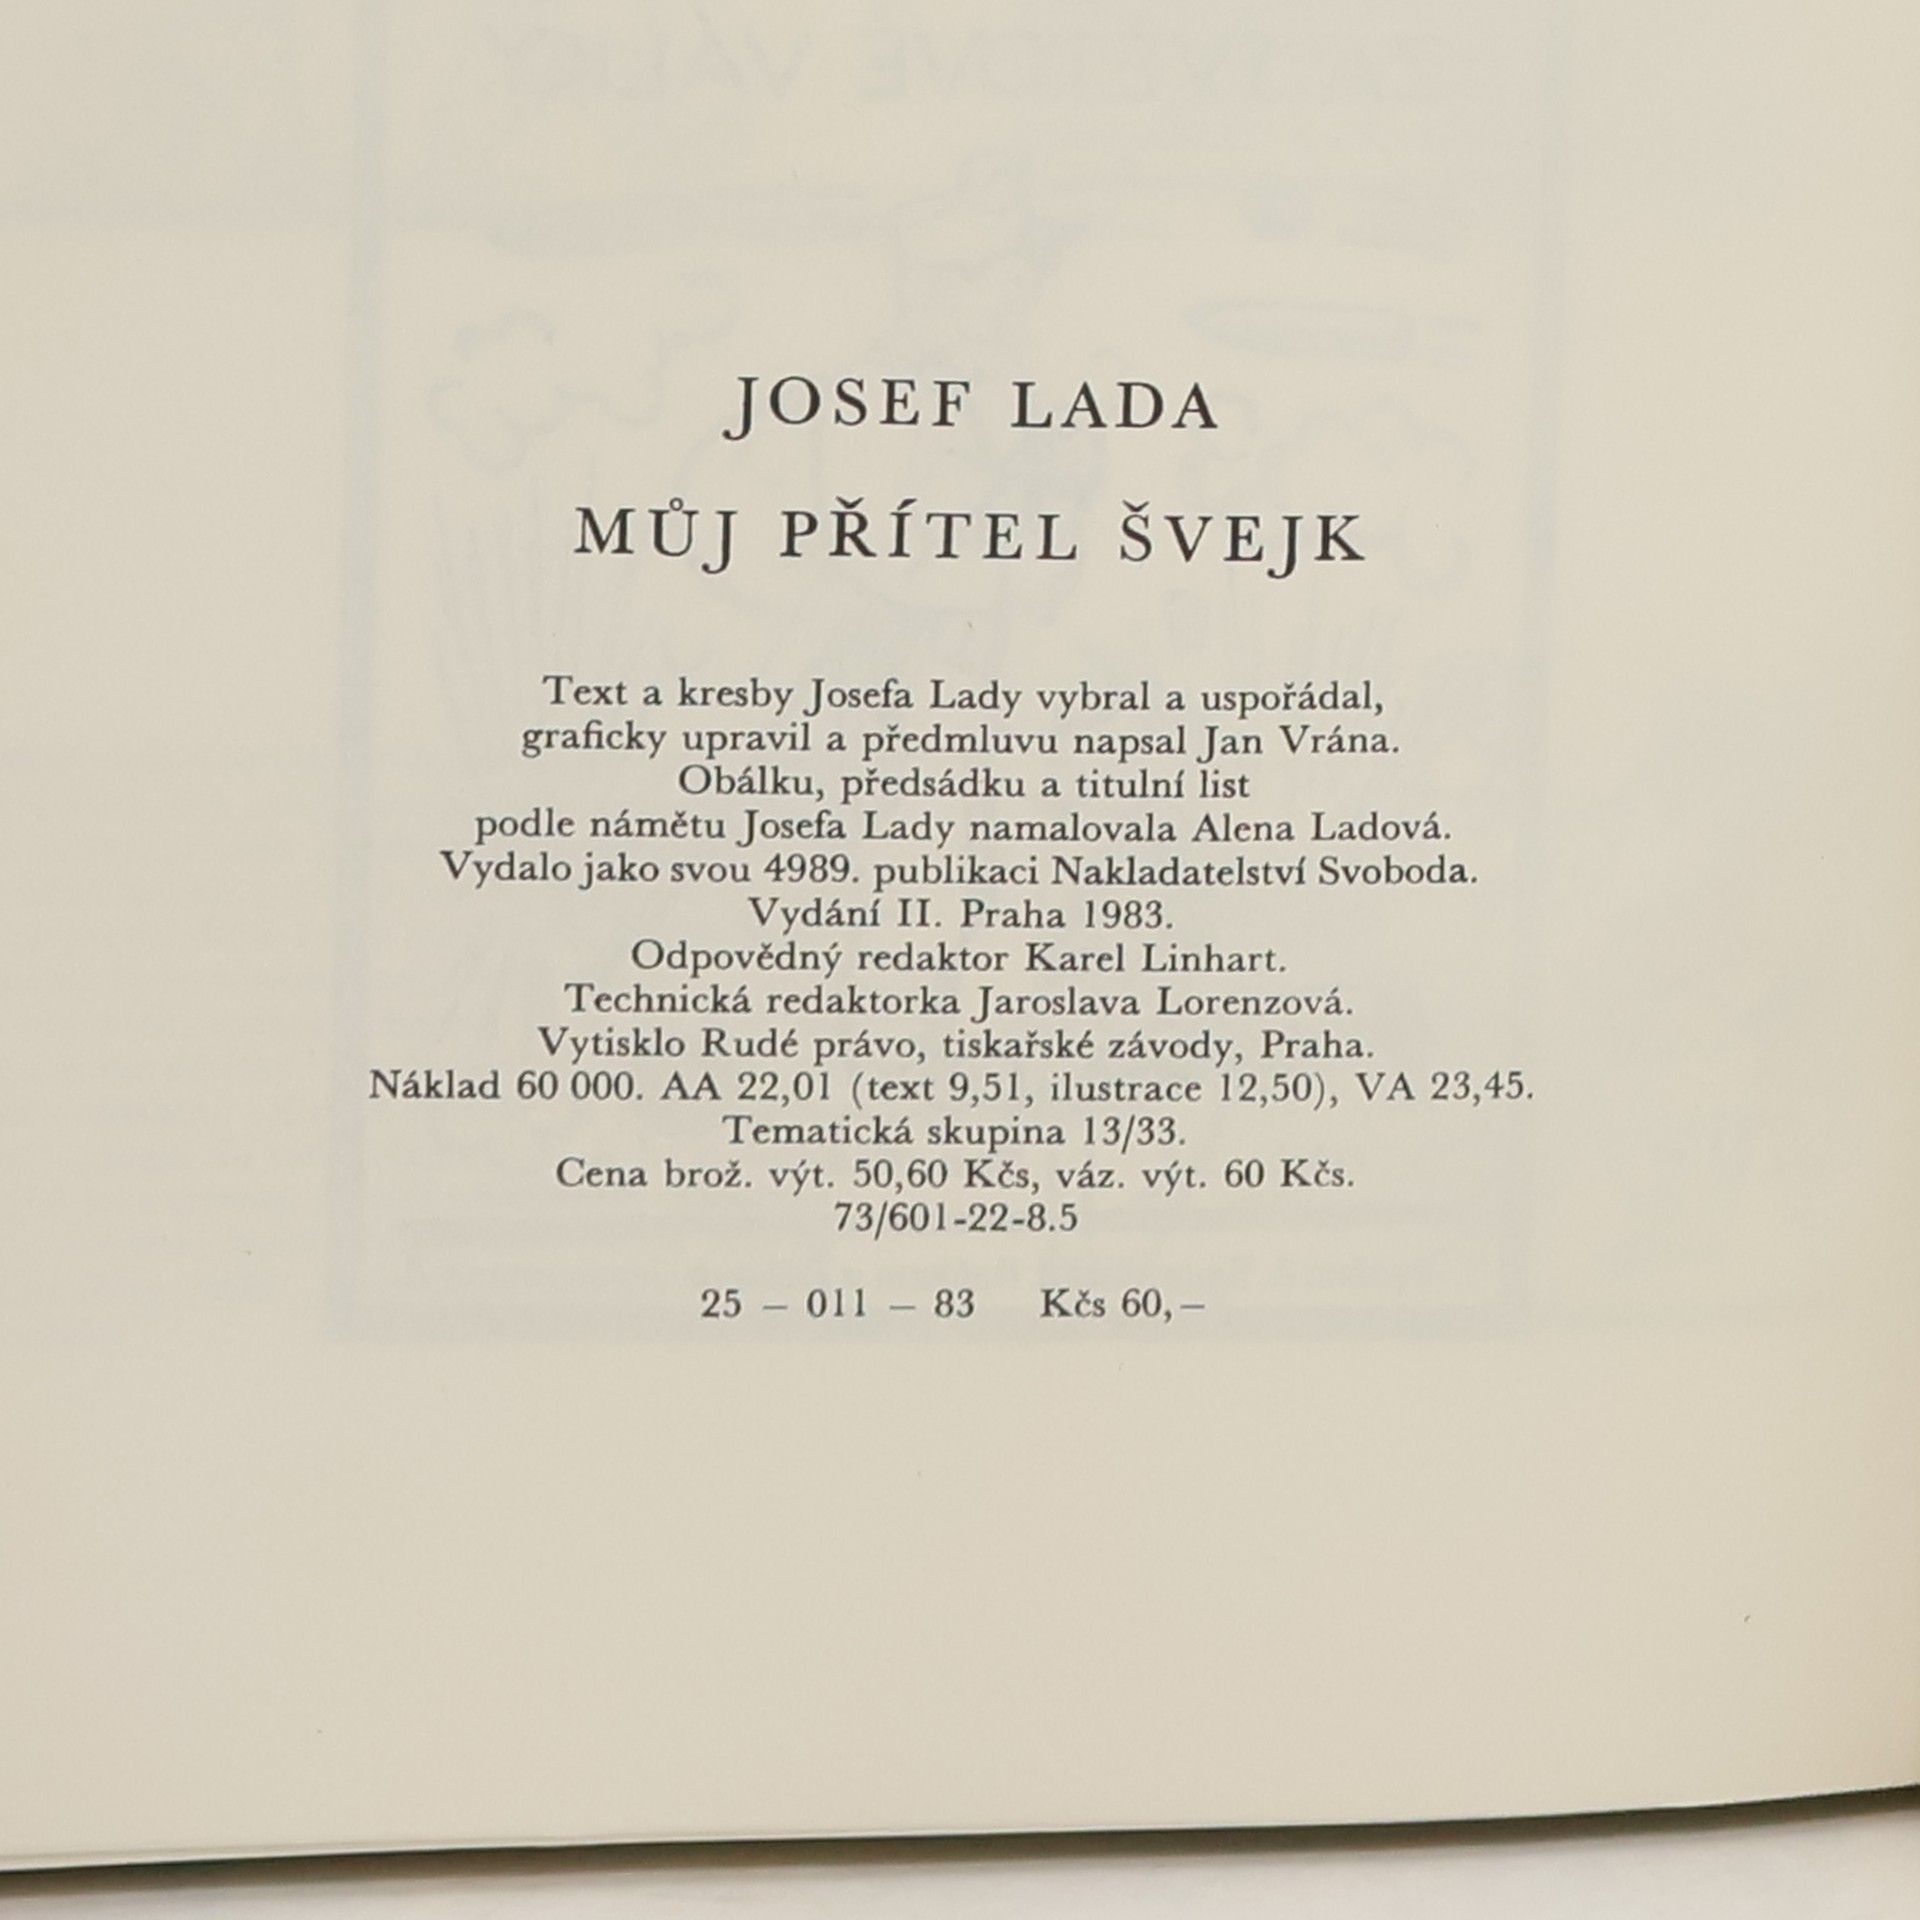 JOSEF LADA
MŮJ PŘÍTEL ŠVEJK
Text a kresby Josefa Lady vybral a uspořádal,
graficky upravil a předmluvu napsal Jan Vrána.
Obálku, předsádku a titulní list
podle námětu Josefa Lady namalovala Alena Ladová.
Vydalo jako svou 4989. publikaci Nakladatelství Svoboda.
Vydání II. Praha 1983.
Odpovědný redaktor Karel Linhart.
Technická redaktorka Jaroslava Lorenzová.
Vytisklo Rudé právo, tiskařské závody, Praha.
Náklad 60 000. AA 22,01 (text 9,51, ilustrace 12,50), VA 23,45.
Tematická skupina 13/33.
Cena brož. výt. 50,60 Kčs, váz. výt. 60 Kčs.
73/601-22-8.5
25 – 011 – 83 Kčs 60,–